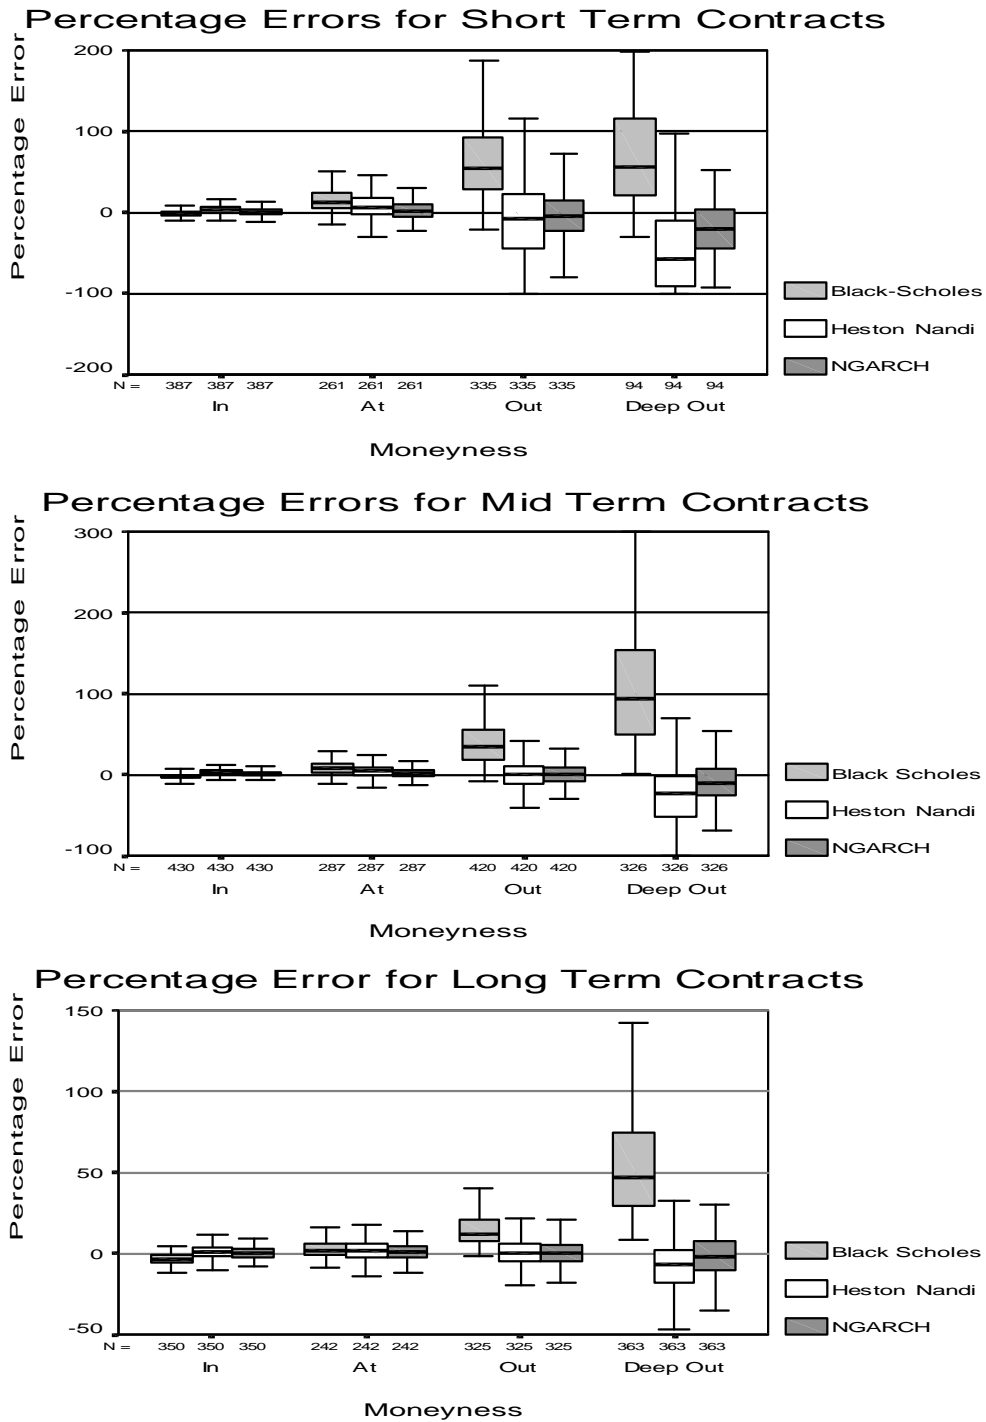 Percentage Errors for Short Term Contracts
Percentage Error
200
100
0
-100
-200
N = 387 387 387 261 261 261 335 335 335 94 94 94
In At Out Deep Out
Moneyness
Black-Scholes
Heston Nandi
NGARCH
Percentage Errors for Mid Term Contracts
Percentage Error
300
200
100
0
-100
N = 430 430 430 287 287 287 420 420 420 326 326 326
In At Out Deep Out
Moneyness
Black Scholes
Heston Nandi
NGARCH
Percentage Error for Long Term Contracts
Percentage Error
150
100
50
0
-50
N = 350 350 350 242 242 242 325 325 325 363 363 363
In At Out Deep Out
Moneyness
Black Scholes
Heston Nandi
NGARCH